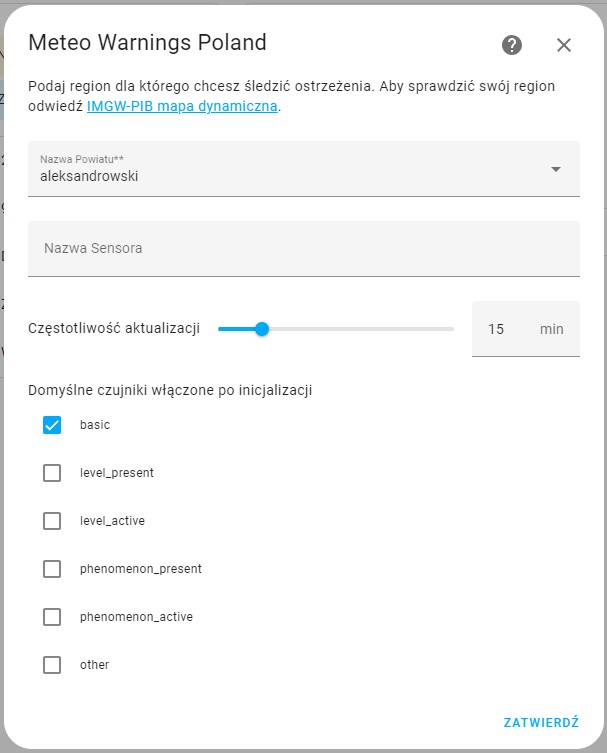 Meteo Warnings Poland
Podaj region dla którego chcesz śledzić ostrzeżenia. Aby sprawdzić swój region
odwiedź IMGW-PIB mapa dynamiczna.
Nazwa Powiatu**
aleksandrowski
Nazwa Sensora
Częstotliwość aktualizacji
15 min
Domyślne czujniki włączone po inicjalizacji
basic
level_present
level_active
phenomenon_present
phenomenon_active
other
ZATWIERDŹ